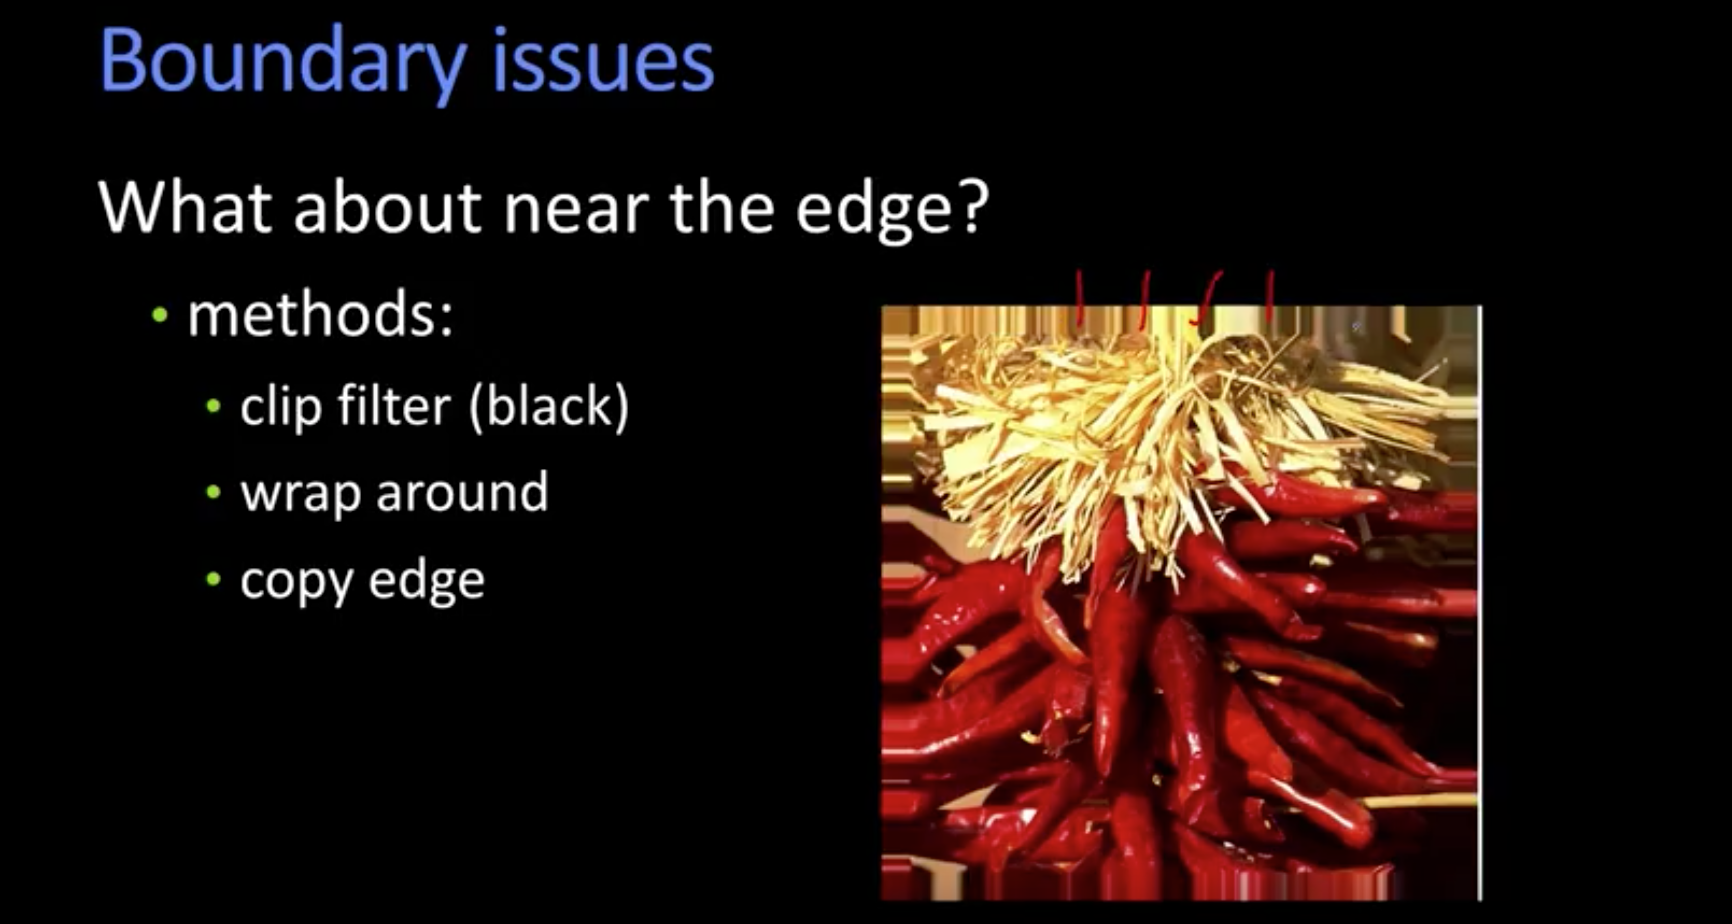 Boundary issues
What about near the edge?
• methods:
• clip filter (black)
• wrap around
• copy edge